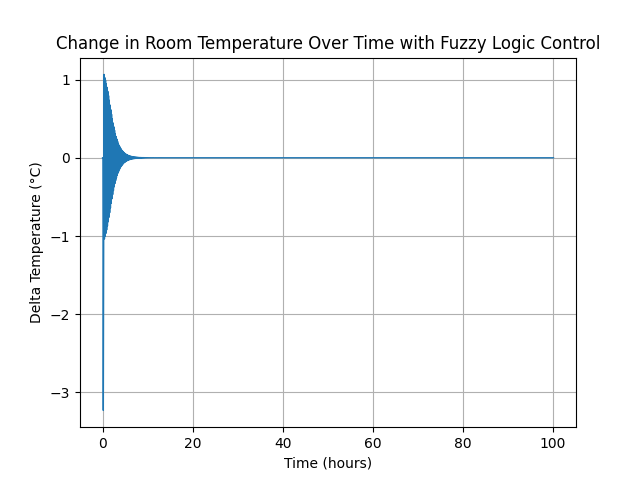 Change in Room Temperature Over Time with Fuzzy Logic Control
1
0
−1
−2
−3
Delta Temperature (°C)
0 20 40 60 80 100
Time (hours)